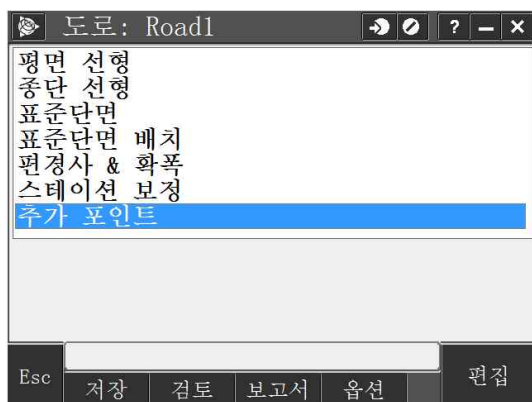 도로: Road1
? — ×
평면 선형
종단 선형
표준단면
표준단면 배치
편경사 & 확폭
스테이션 보정
추가 포인트
Esc 저장 검토 보고서 옵션 편집